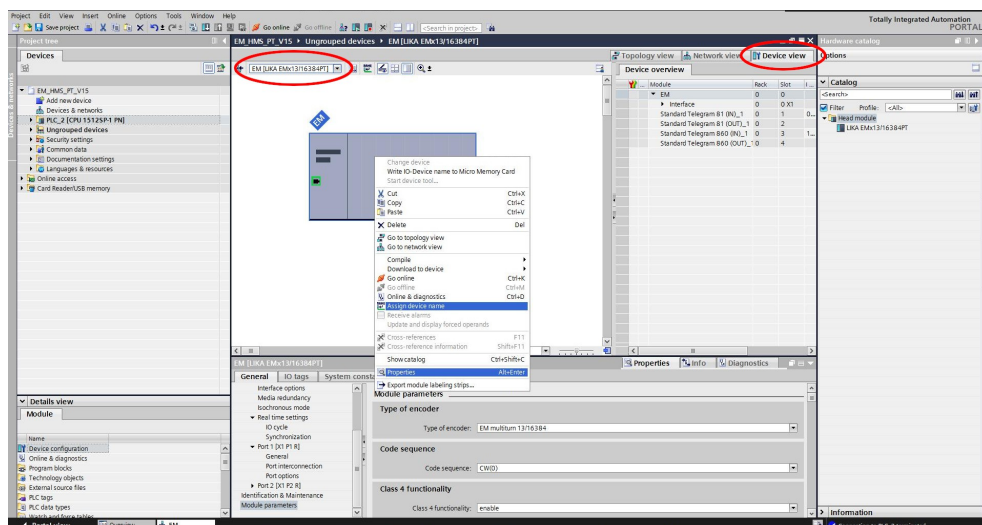 Project Edit View Insert Online Options Tools Window Help
Totally Integrated Automation
PORTAL
Save project
Go online
Go offline
<Search in project>
Project tree
EM_HMS_PT_V15 ▸ Ungrouped devices ▸ EM [LIKA EMx13/16384PT]
Hardware catalog
Devices
Topology view
Network view
Device view
Options
EM [LIKA EMx13/16384PT]
Device overview
EM_HMS_PT_V15
Add new device
Devices & networks
PLC_2 [CPU 1512SP-1 PN]
Ungrouped devices
Security settings
Common data
Documentation settings
Languages & resources
Online access
Card Reader/USB memory
Devices & networks
EM
Module Rack Slot I...
EM 0 0
Interface 0 0 X1
Standard Telegram 81 (IN)_1 0 1 0...
Standard Telegram 81 (OUT)_1 0 2
Standard Telegram 860 (IN)_1 0 3 1...
Standard Telegram 860 (OUT)_1 0 4
Catalog
<Search>
Filter Profile: <All>
Head module
LIKA EMx13/16384PT
Change device
Write IO-Device name to Micro Memory Card
Start device tool...
Cut Ctrl+X
Copy Ctrl+C
Paste Ctrl+V
Delete Del
Go to topology view
Go to network view
Compile
Download to device
Go online Ctrl+K
Go offline Ctrl+M
Online & diagnostics Ctrl+D
Assign device name
Receive alarms
Update and display forced operands
Cross-references F11
Cross-reference information Shift+F11
Show catalog Ctrl+Shift+C
Properties Alt+Enter
Export module labeling strips...
EM [LIKA EMx13/16384PT]
Properties
Info
Diagnostics
General
IO tags
System consta
Interface options
Media redundancy
Isochronous mode
Real time settings
IO cycle
Synchronization
Port 1 [X1 P1 R]
General
Port interconnection
Port options
Port 2 [X1 P2 R]
Identification & Maintenance
Module parameters
Module parameters
Type of encoder
Type of encoder: EM multiturn 13/16384
Code sequence
Code sequence: CW(0)
Class 4 functionality
Class 4 functionality: enable
Details view
Module
Name
Device configuration
Online & diagnostics
Program blocks
Technology objects
External source files
PLC tags
PLC data types
Watch and force tables
Information
Portal view
Overview
EM